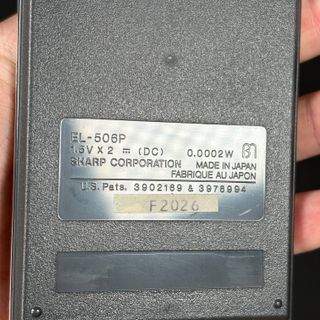 EL-506P
1.5V X 2 ⎓ (DC) 0.0002W
SHARP CORPORATION MADE IN JAPAN
FABRIQUE AU JAPON
U.S. Pats. 3902169 & 3976994
F2026